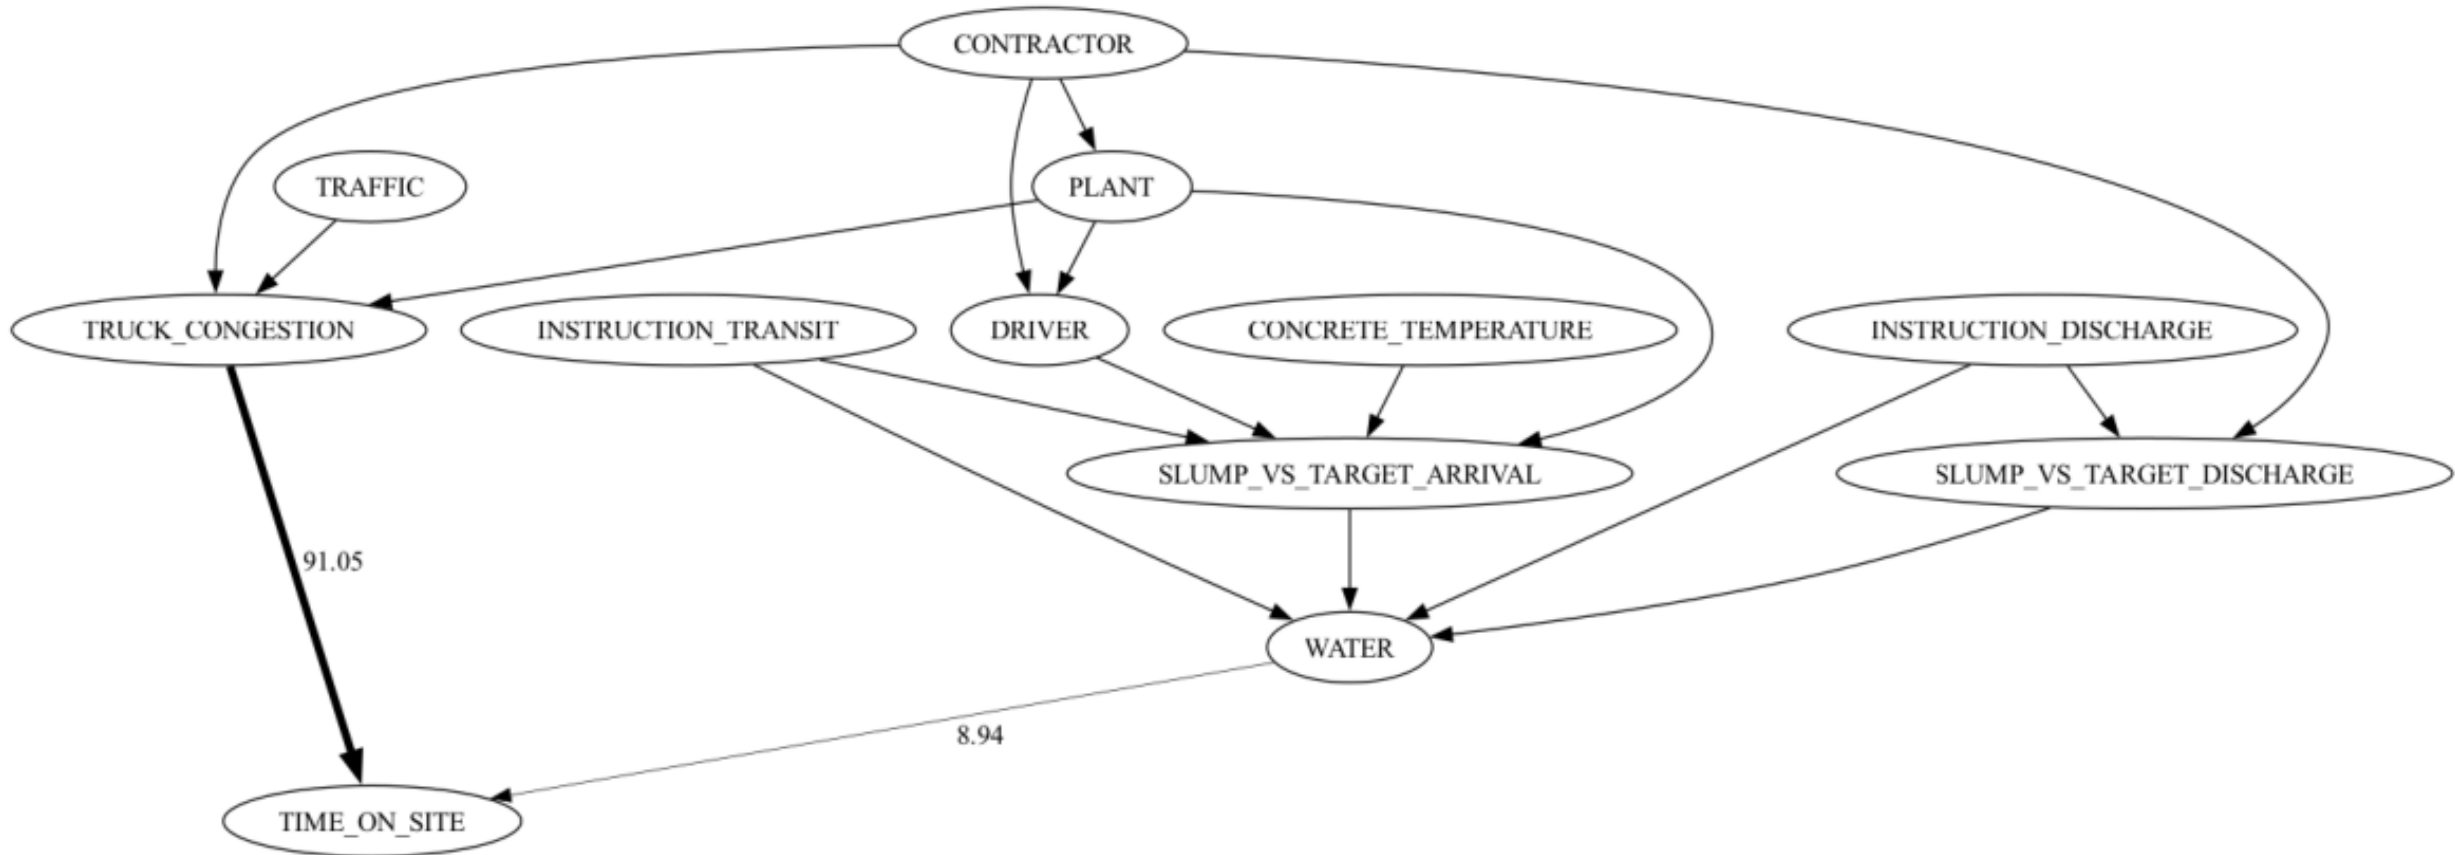 CONTRACTOR
TRAFFIC
PLANT
TRUCK_CONGESTION
INSTRUCTION_TRANSIT
DRIVER
CONCRETE_TEMPERATURE
INSTRUCTION_DISCHARGE
SLUMP_VS_TARGET_ARRIVAL
SLUMP_VS_TARGET_DISCHARGE
91.05
WATER
8.94
TIME_ON_SITE